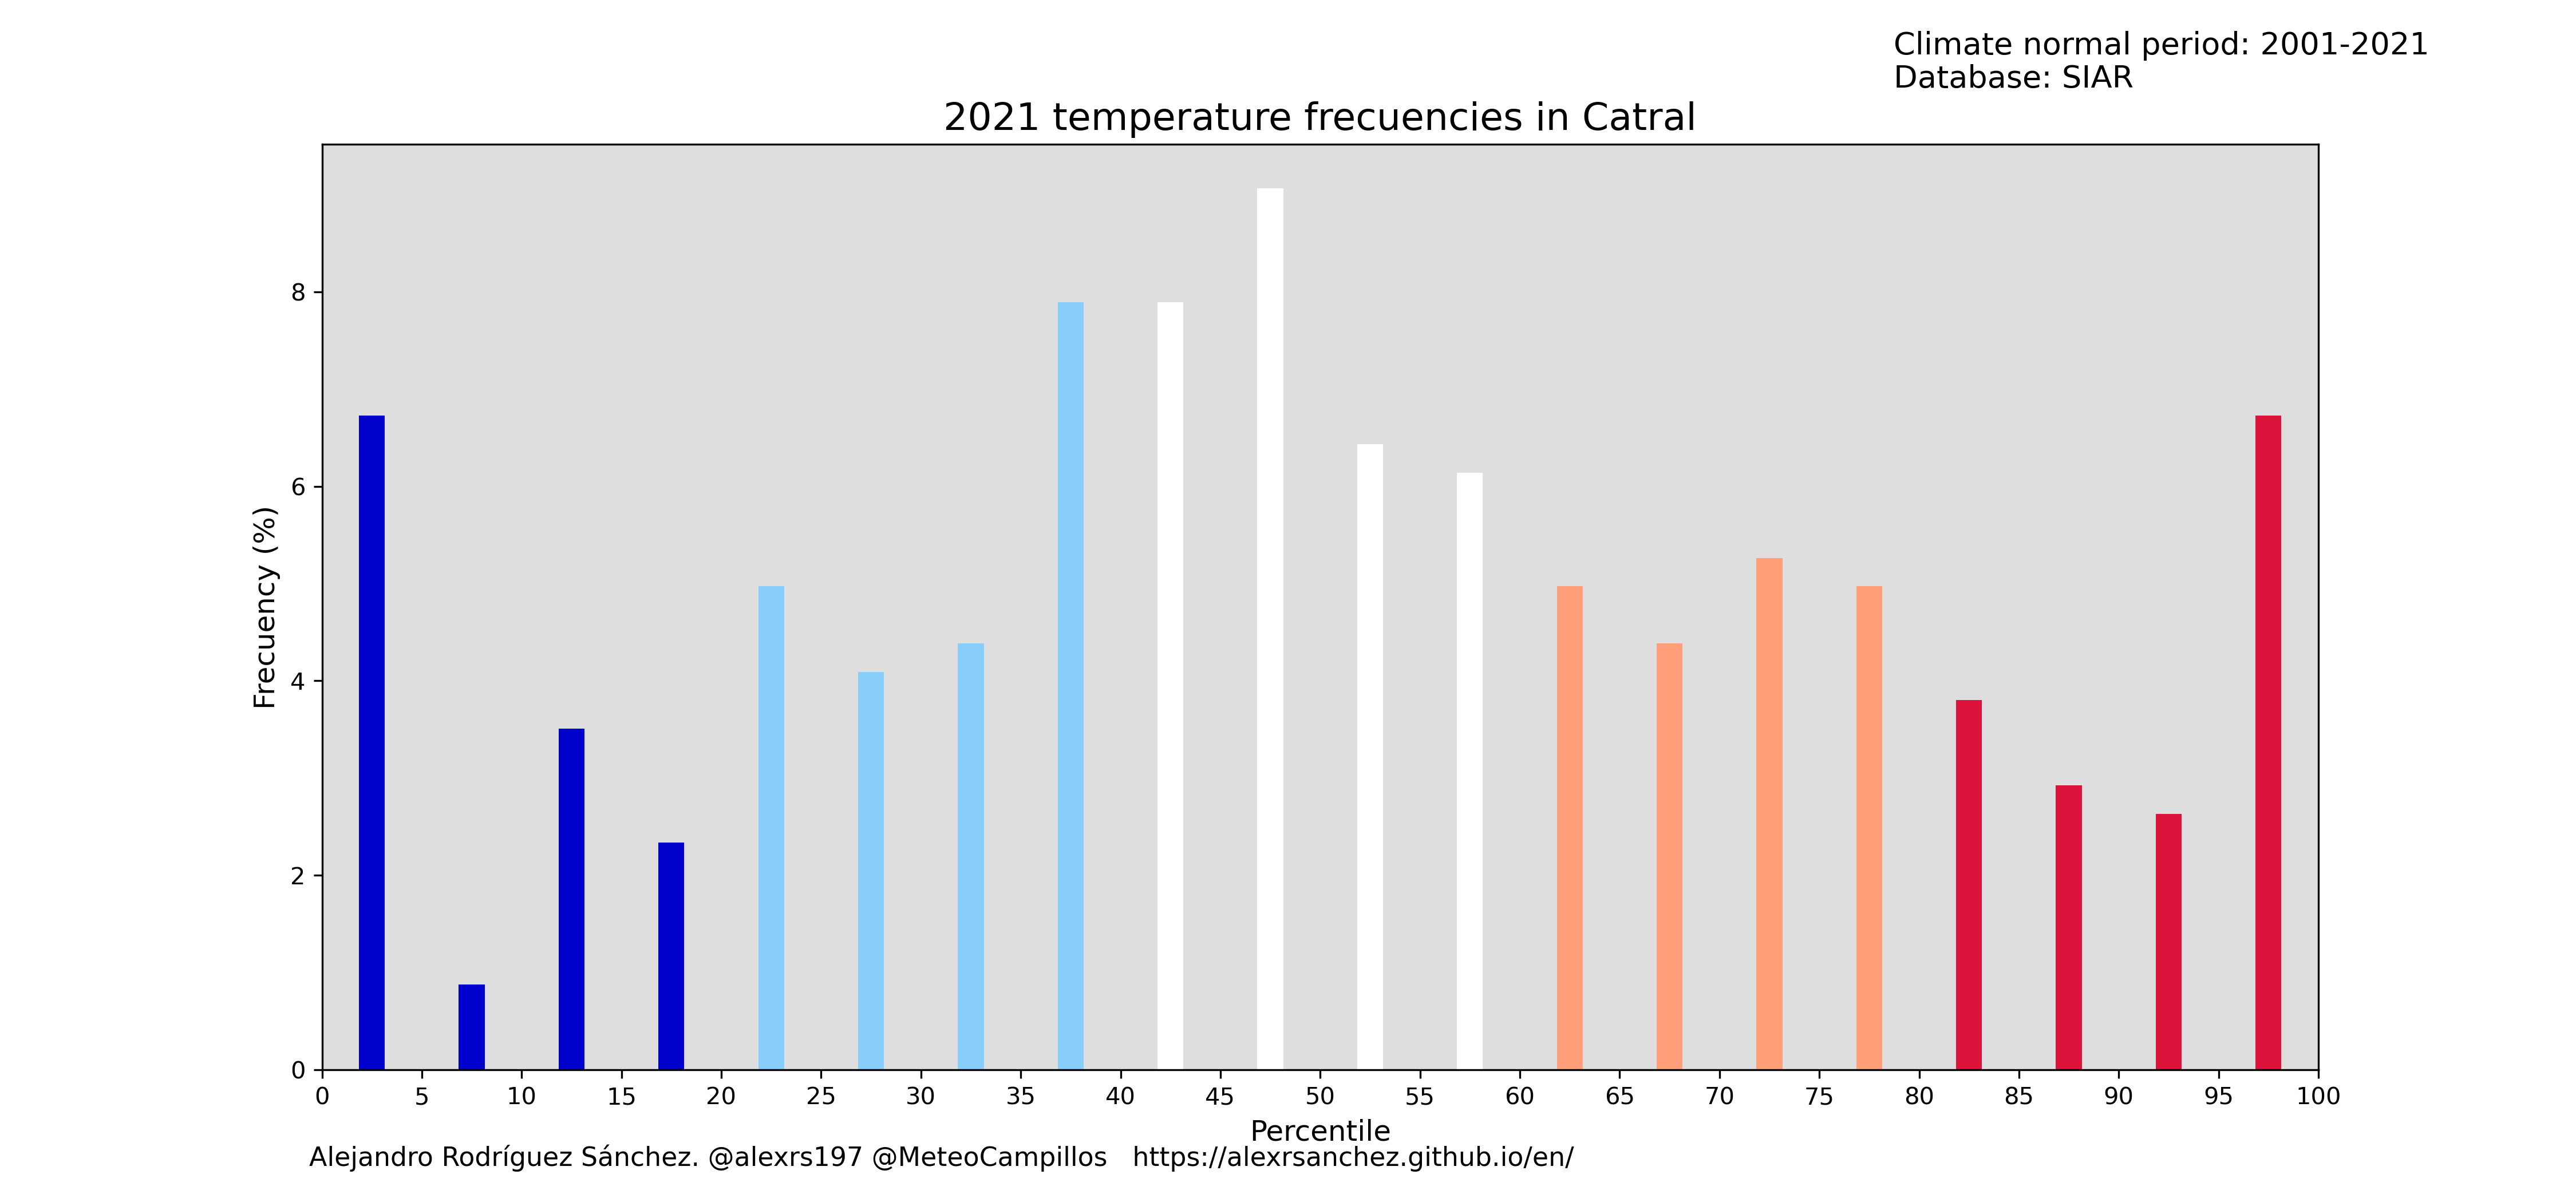 Climate normal period: 2001-2021
Database: SIAR
2021 temperature frecuencies in Catral
Frecuency (%)
8
6
4
2
0
0 5 10 15 20 25 30 35 40 45 50 55 60 65 70 75 80 85 90 95 100
Percentile
Alejandro Rodríguez Sánchez. @alexrs197 @MeteoCampillos https://alexrsanchez.github.io/en/